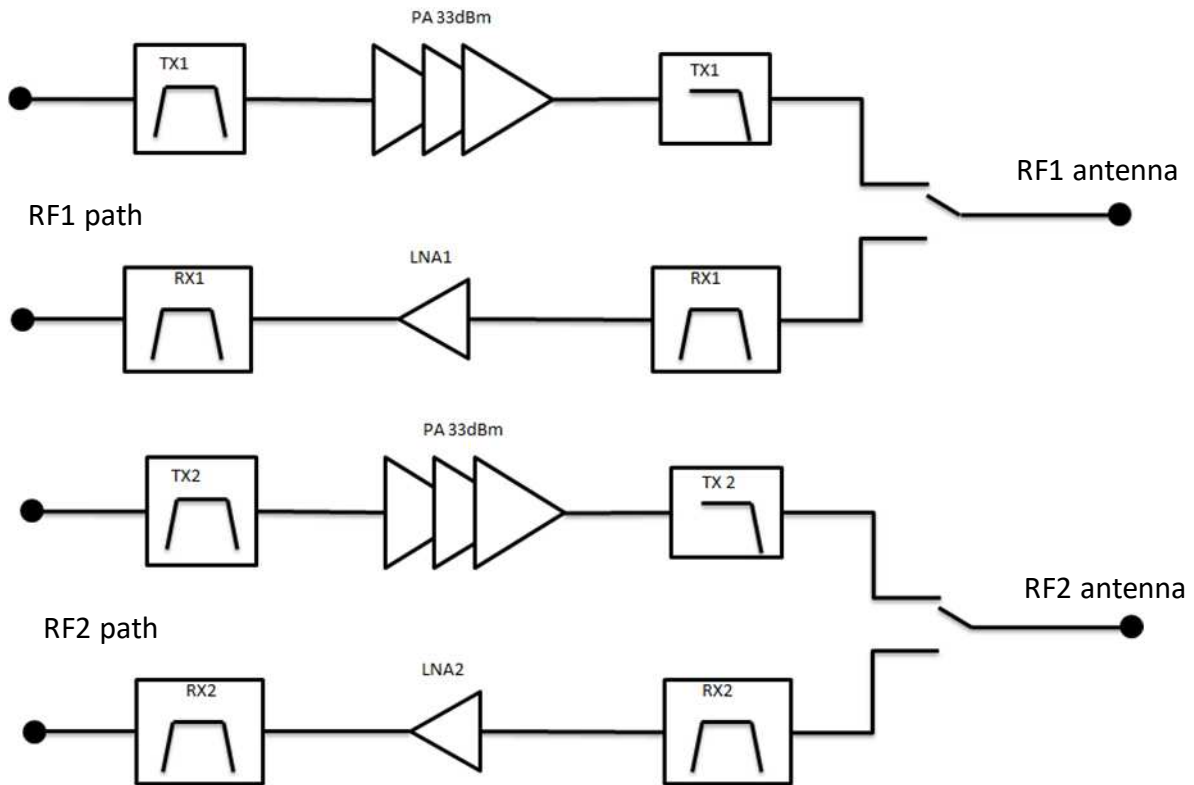 PA 33dBm
TX1
TX1
RF1 antenna
RF1 path
LNA1
RX1
RX1
PA 33dBm
TX2
TX 2
RF2 antenna
RF2 path
LNA2
RX2
RX2